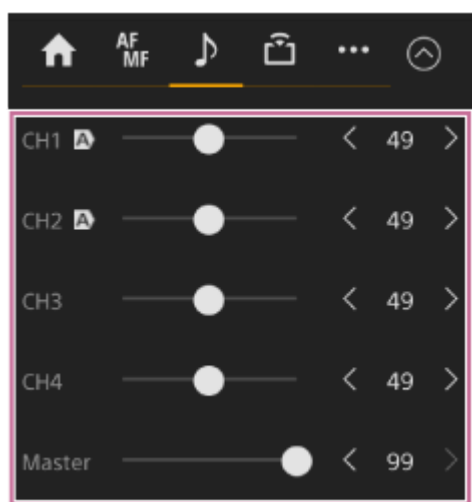 AF
MF
CH1 A 49
CH2 A 49
CH3 49
CH4 49
Master 99